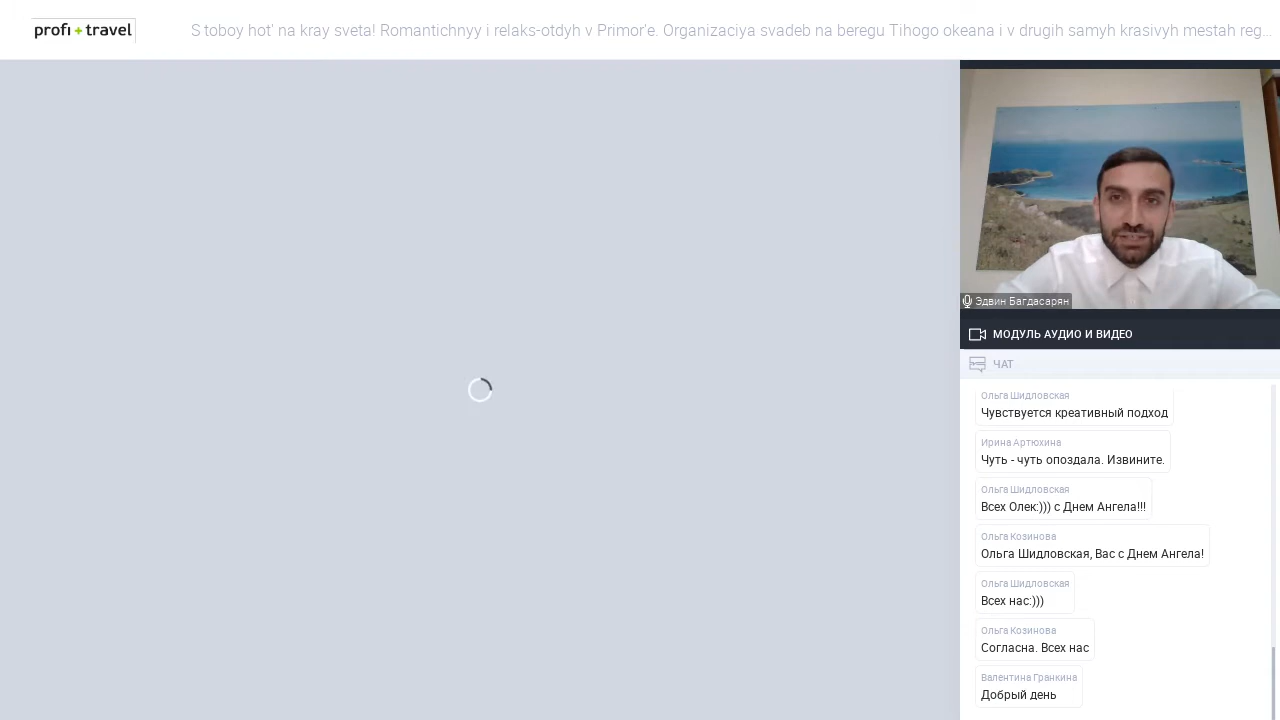 profi + travel
S toboy hot' na kray sveta! Romantichnyy i relaks-otdyh v Primor'e. Organizaciya svadeb na beregu Tihogo okeana i v drugih samyh krasivyh mestah reg...
Эдвин Багдасарян
МОДУЛЬ АУДИО И ВИДЕО
ЧАТ
Ольга Шидловская
Чувствуется креативный подход
Ирина Артюхина
Чуть - чуть опоздала. Извините.
Ольга Шидловская
Всех Олек:))) с Днем Ангела!!!
Ольга Козинова
Ольга Шидловская, Вас с Днем Ангела!
Ольга Шидловская
Всех нас:)))
Ольга Козинова
Согласна. Всех нас
Валентина Гранкина
Добрый день